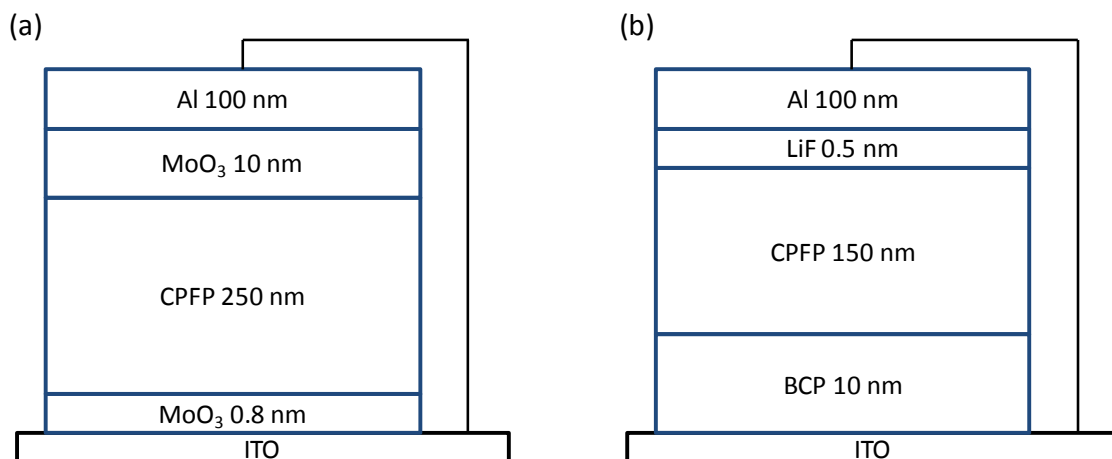 (a)
Al 100 nm
MoO₃ 10 nm
CPFP 250 nm
MoO₃ 0.8 nm
ITO
(b)
Al 100 nm
LiF 0.5 nm
CPFP 150 nm
BCP 10 nm
ITO